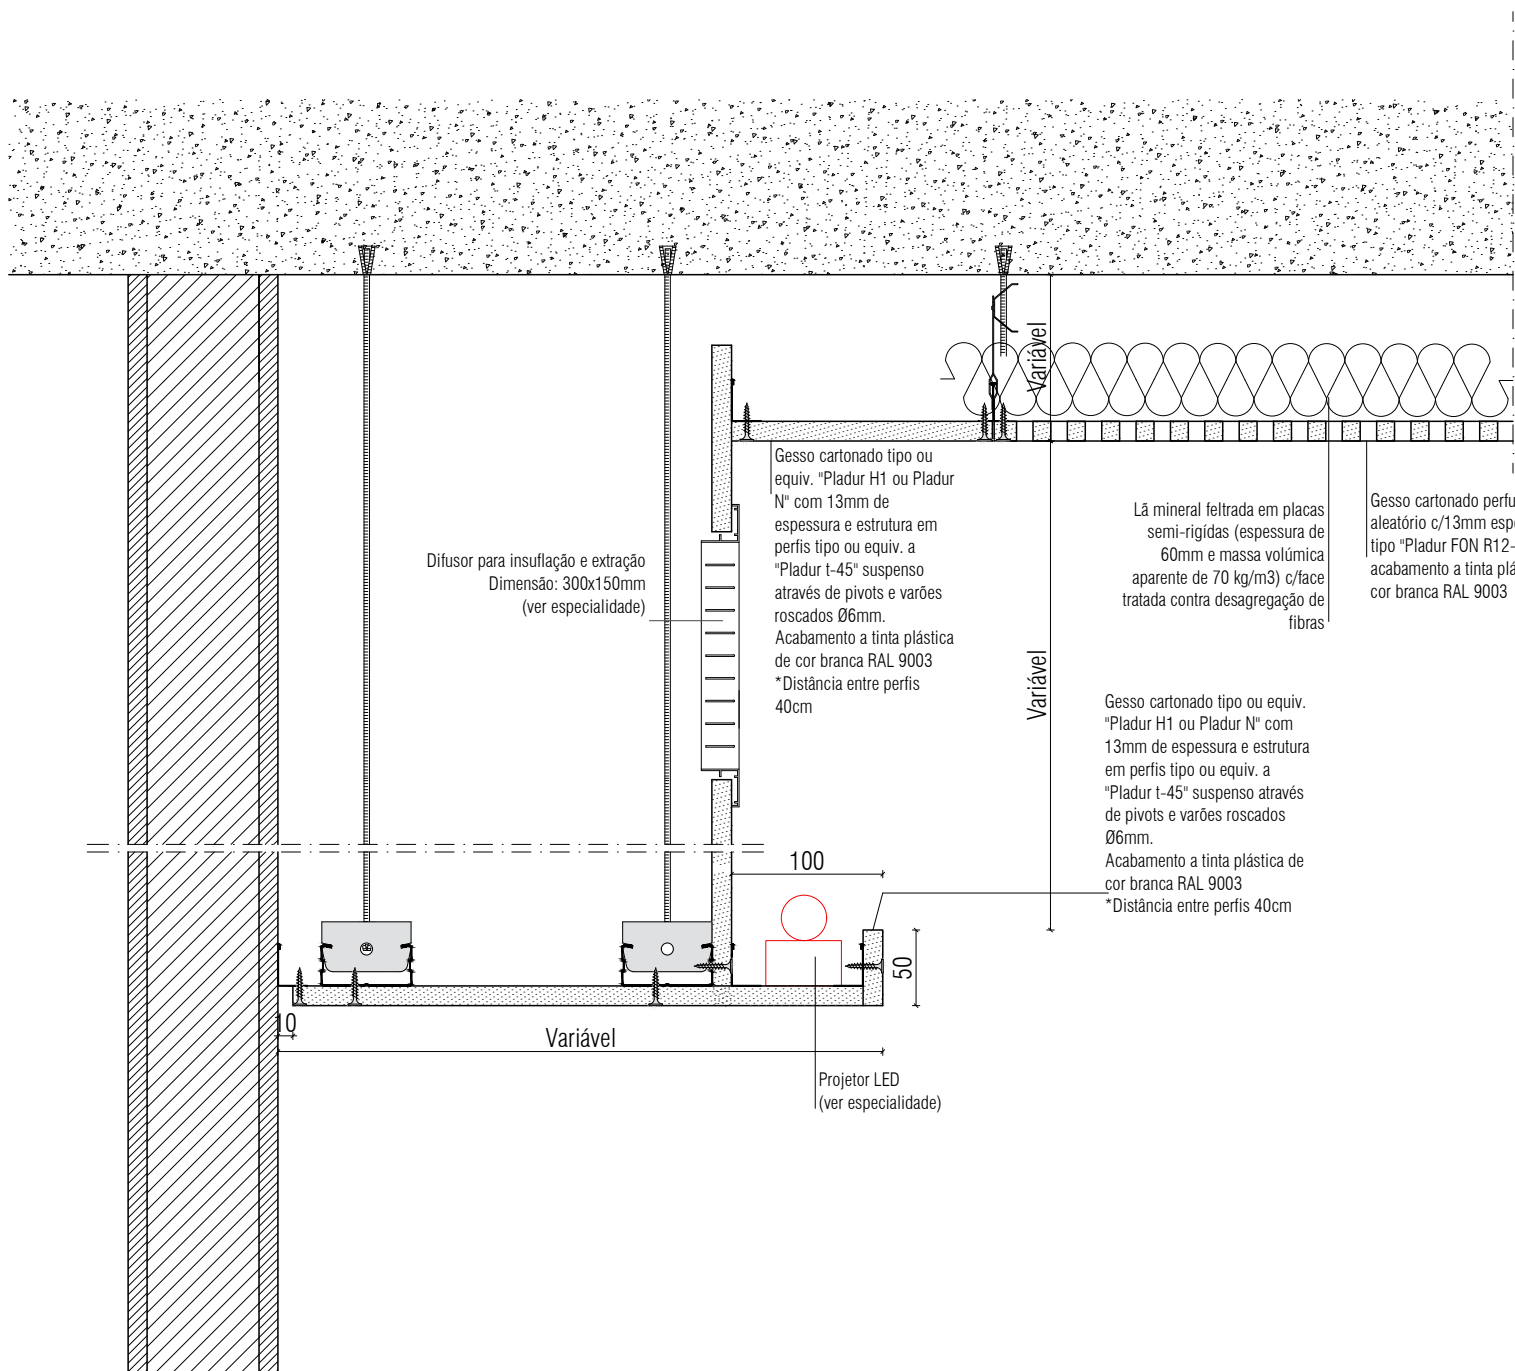 Variável
Gesso cartonado tipo ou
equiv. "Pladur H1 ou Pladur
N" com 13mm de
espessura e estrutura em
perfis tipo ou equiv. a
"Pladur t-45" suspenso
através de pivots e varões
roscados Ø6mm.
Acabamento a tinta plástica
de cor branca RAL 9003
*Distância entre perfis
40cm
Lã mineral feltrada em placas
semi-rigídas (espessura de
60mm e massa volúmica
aparente de 70 kg/m3) c/face
tratada contra desagregação de
fibras
Gesso cartonado
aleatório c/13mm
tipo "Pladur FON R12-
acabamento a tinta
cor branca RAL 9003
Difusor para insuflação e extração
Dimensão: 300x150mm
(ver especialidade)
Variável
Gesso cartonado tipo ou equiv.
"Pladur H1 ou Pladur N" com
13mm de espessura e estrutura
em perfis tipo ou equiv. a
"Pladur t-45" suspenso através
de pivots e varões roscados
Ø6mm.
Acabamento a tinta plástica de
cor branca RAL 9003
*Distância entre perfis 40cm
100
50
10
Variável
Projetor LED
(ver especialidade)